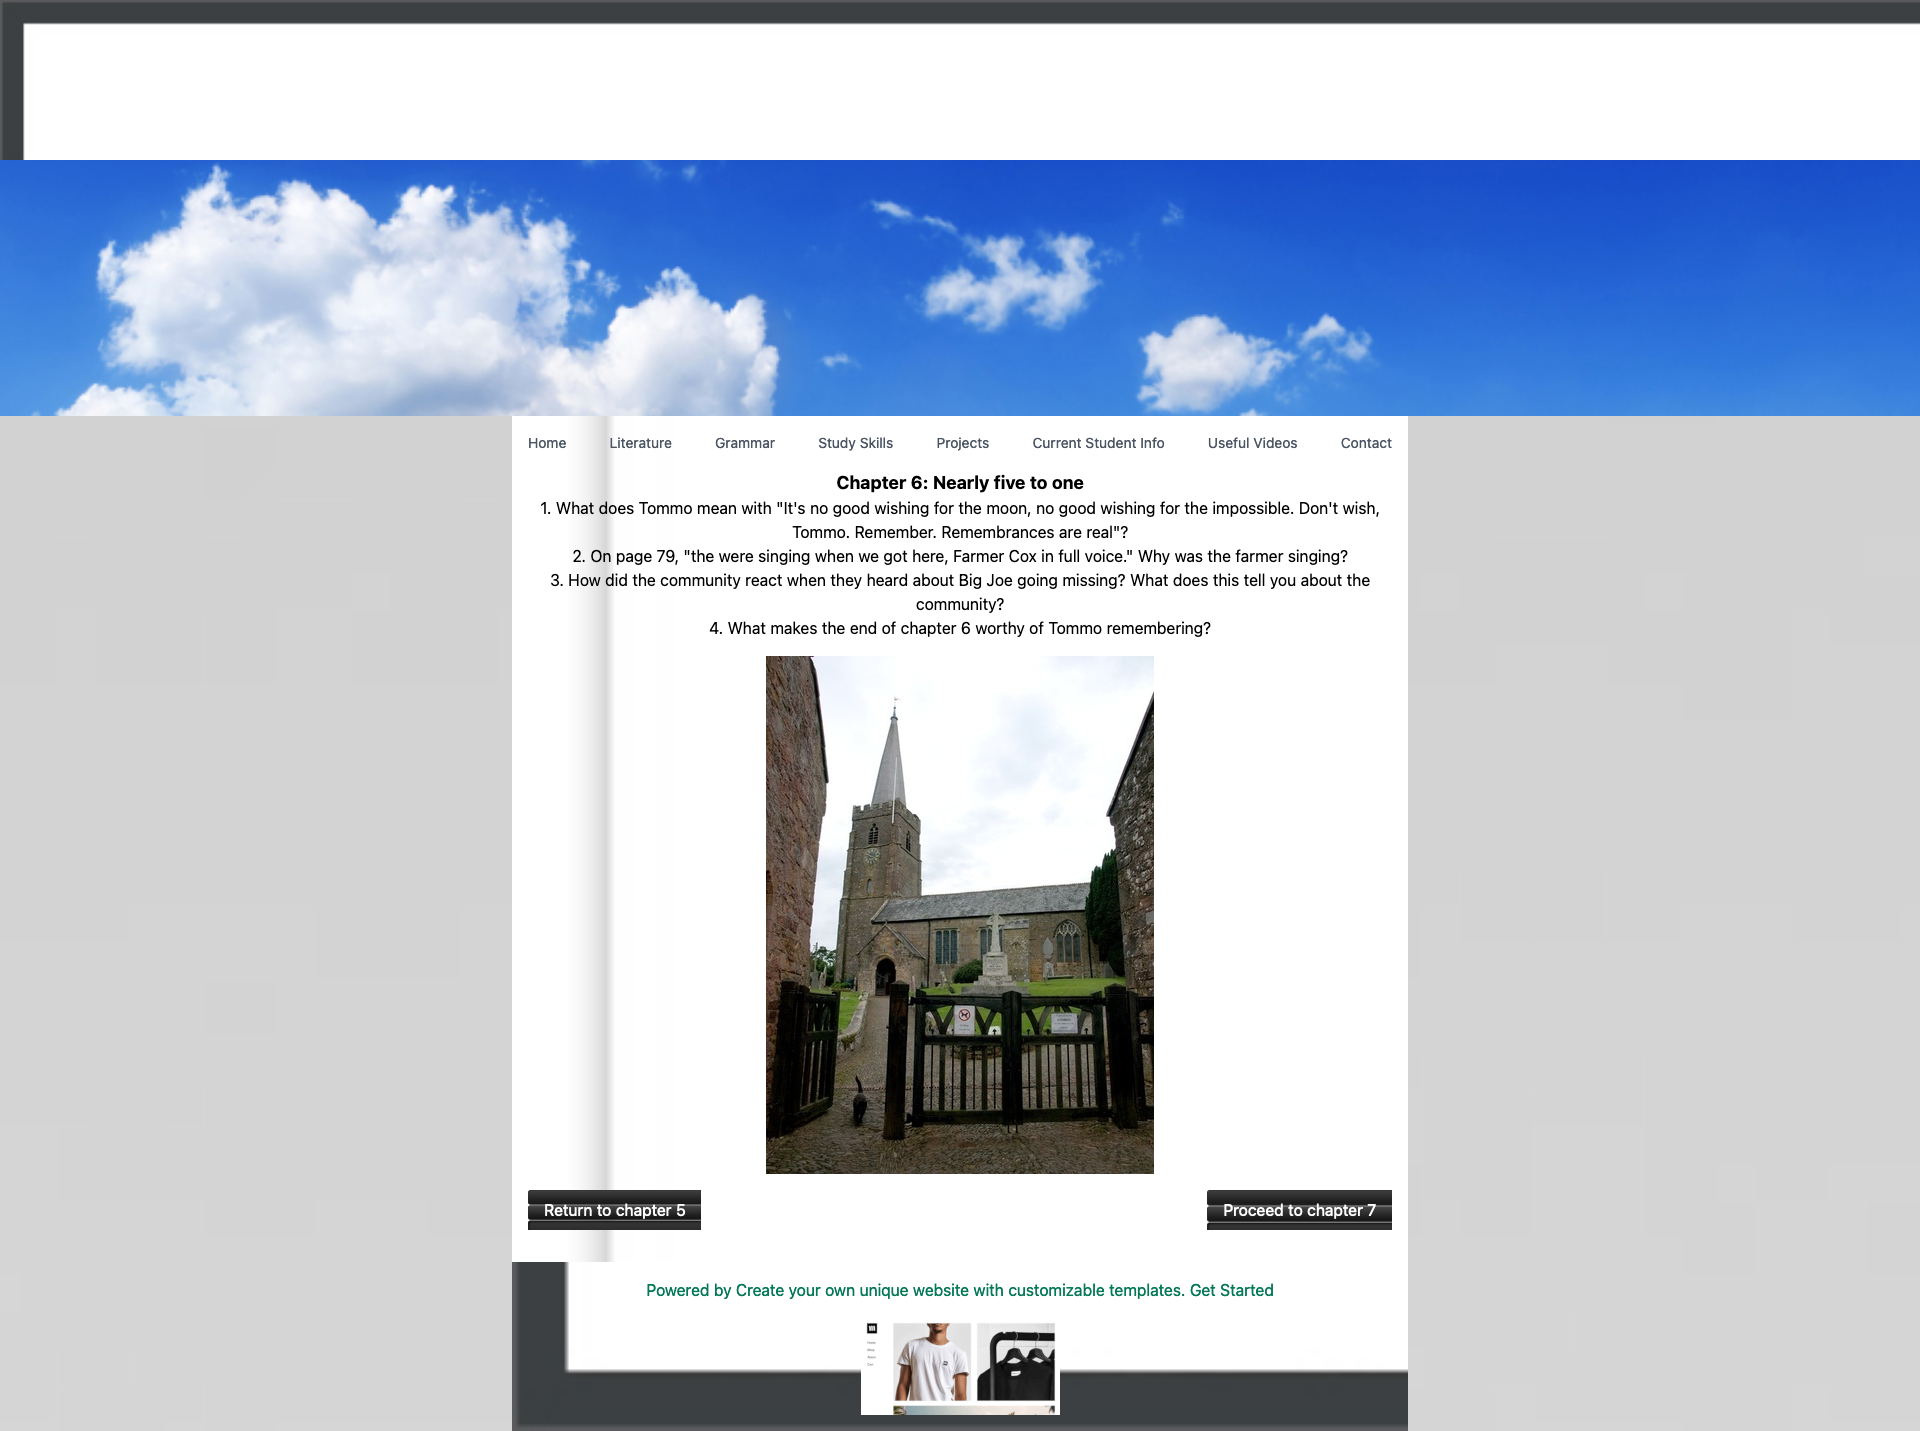 Home Literature Grammar Study Skills Projects Current Student Info Useful Videos Contact
Chapter 6: Nearly five to one
1. What does Tommo mean with "It's no good wishing for the moon, no good wishing for the impossible. Don't wish,
Tommo. Remember. Remembrances are real"?
2. On page 79, "the were singing when we got here, Farmer Cox in full voice." Why was the farmer singing?
3. How did the community react when they heard about Big Joe going missing? What does this tell you about the
community?
4. What makes the end of chapter 6 worthy of Tommo remembering?
Return to chapter 5
Proceed to chapter 7
Powered by Create your own unique website with customizable templates. Get Started